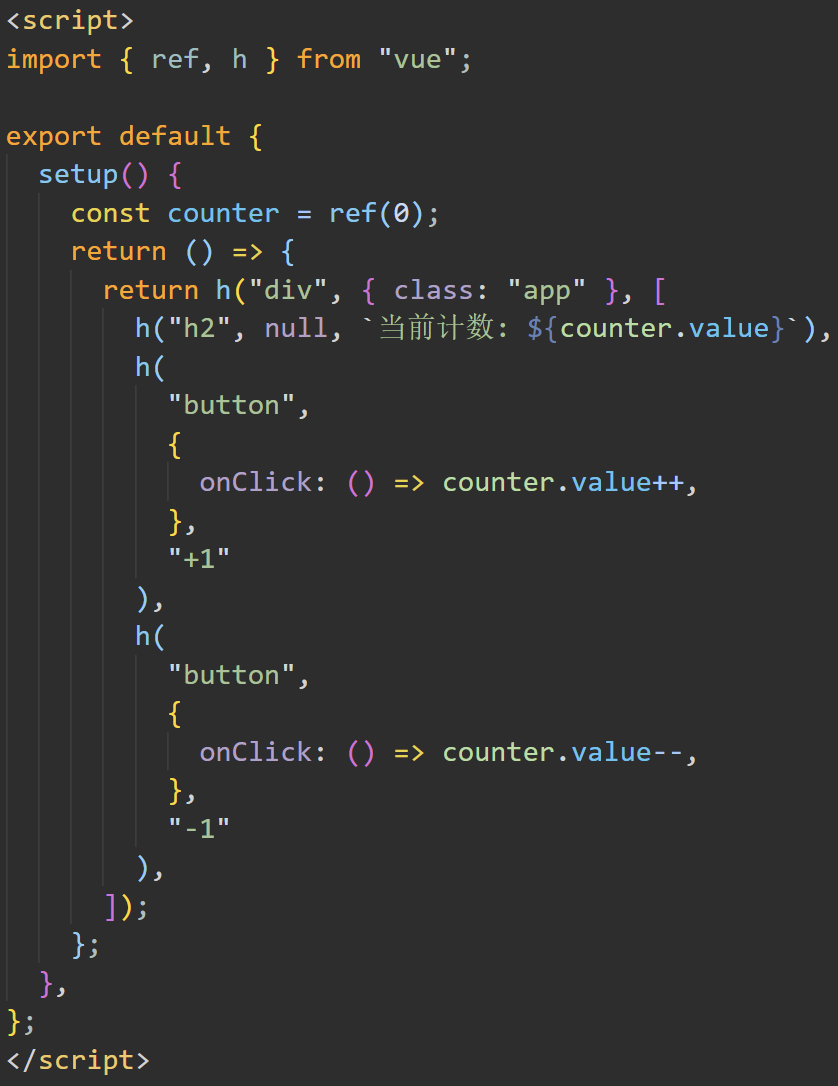 <script>
import { ref, h } from "vue";

export default {
  setup() {
    const counter = ref(0);
    return () => {
      return h("div", { class: "app" }, [
        h("h2", null, `当前计数: ${counter.value}`),
        h(
          "button",
          {
            onClick: () => counter.value++,
          },
          "+1"
        ),
        h(
          "button",
          {
            onClick: () => counter.value--,
          },
          "-1"
        ),
      ]);
    };
  },
};
</script>